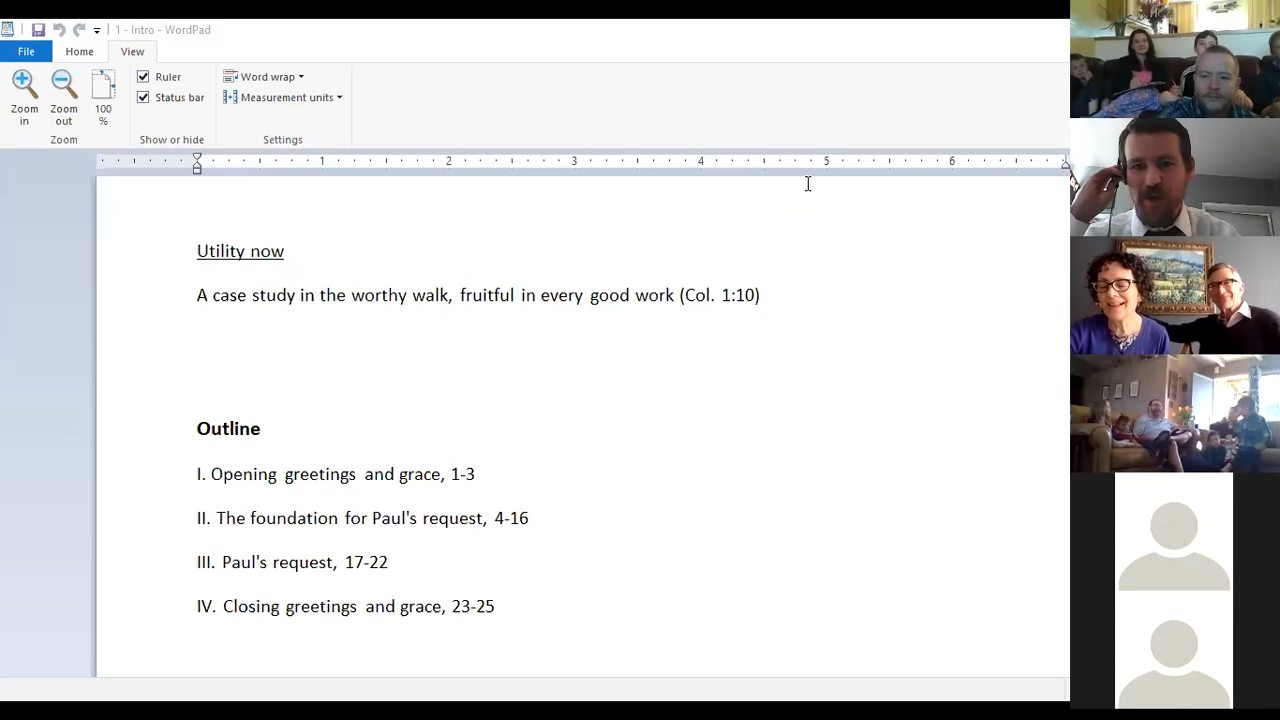 1 - Intro - WordPad
File Home View
Zoom in
Zoom out
100 %
Ruler
Status bar
Word wrap
Measurement units
Zoom
Show or hide
Settings
1 2 3 4 5 6
Utility now
A case study in the worthy walk, fruitful in every good work (Col. 1:10)
Outline
I. Opening greetings and grace, 1-3
II. The foundation for Paul's request, 4-16
III. Paul's request, 17-22
IV. Closing greetings and grace, 23-25